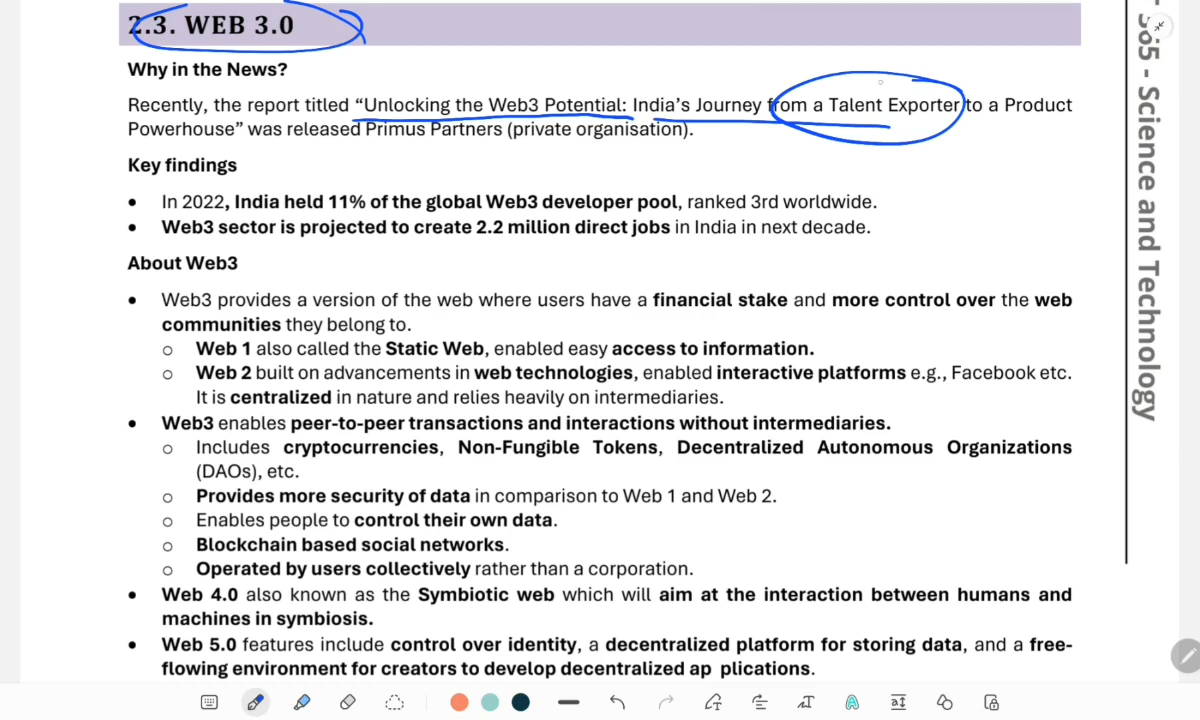 2.3. WEB 3.0
Why in the News?
Recently, the report titled “Unlocking the Web3 Potential: India’s Journey from a Talent Exporter to a Product
Powerhouse” was released Primus Partners (private organisation).
Key findings
• In 2022, India held 11% of the global Web3 developer pool, ranked 3rd worldwide.
• Web3 sector is projected to create 2.2 million direct jobs in India in next decade.
About Web3
• Web3 provides a version of the web where users have a financial stake and more control over the web
communities they belong to.
o Web 1 also called the Static Web, enabled easy access to information.
o Web 2 built on advancements in web technologies, enabled interactive platforms e.g., Facebook etc.
It is centralized in nature and relies heavily on intermediaries.
• Web3 enables peer-to-peer transactions and interactions without intermediaries.
o Includes cryptocurrencies, Non-Fungible Tokens, Decentralized Autonomous Organizations
(DAOs), etc.
o Provides more security of data in comparison to Web 1 and Web 2.
o Enables people to control their own data.
o Blockchain based social networks.
o Operated by users collectively rather than a corporation.
• Web 4.0 also known as the Symbiotic web which will aim at the interaction between humans and
machines in symbiosis.
• Web 5.0 features include control over identity, a decentralized platform for storing data, and a free-
flowing environment for creators to develop decentralized ap plications.
365 - Science and Technology